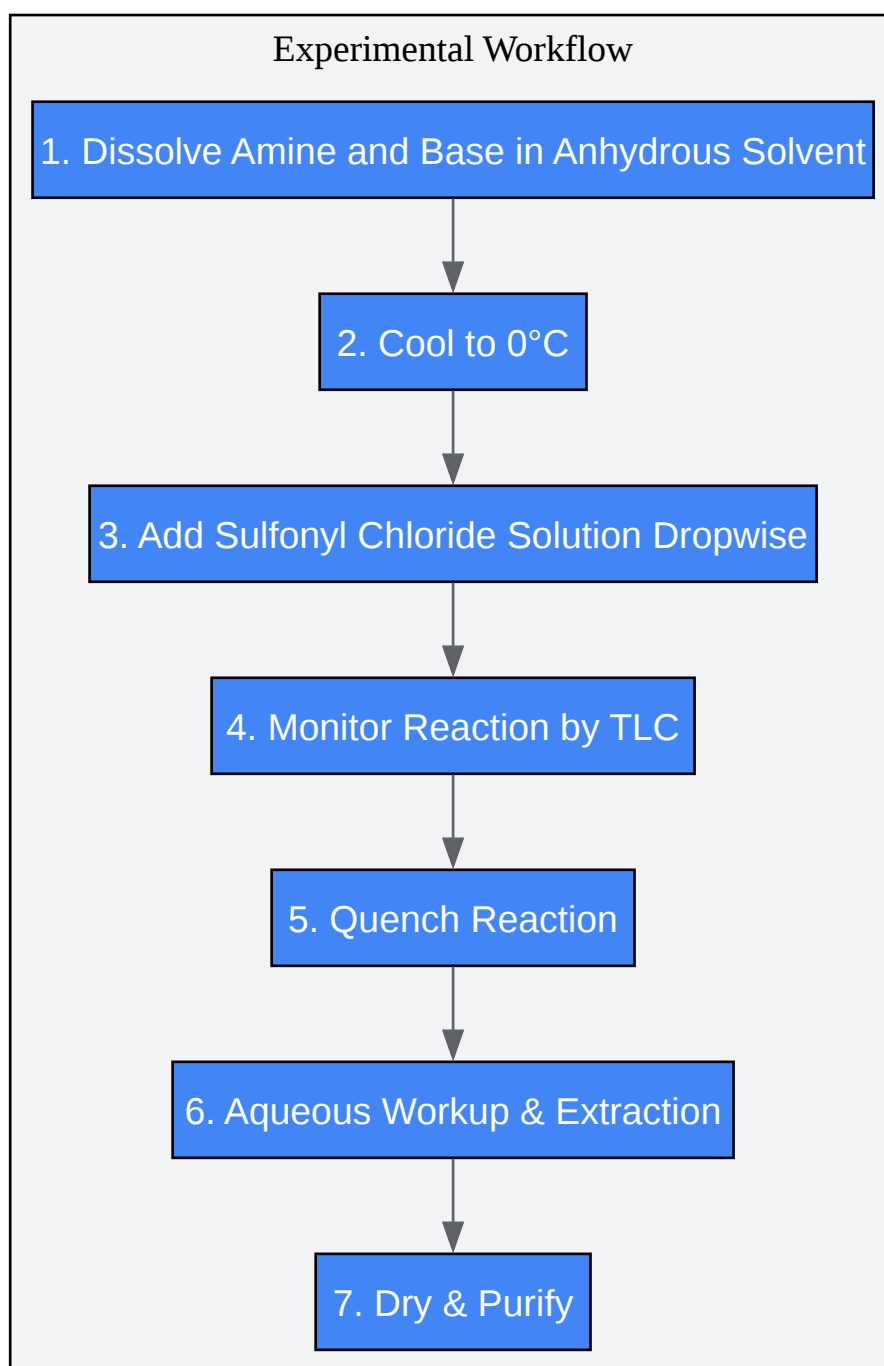 Experimental Workflow
1. Dissolve Amine and Base in Anhydrous Solvent
2. Cool to 0°C
3. Add Sulfonyl Chloride Solution Dropwise
4. Monitor Reaction by TLC
5. Quench Reaction
6. Aqueous Workup & Extraction
7. Dry & Purify